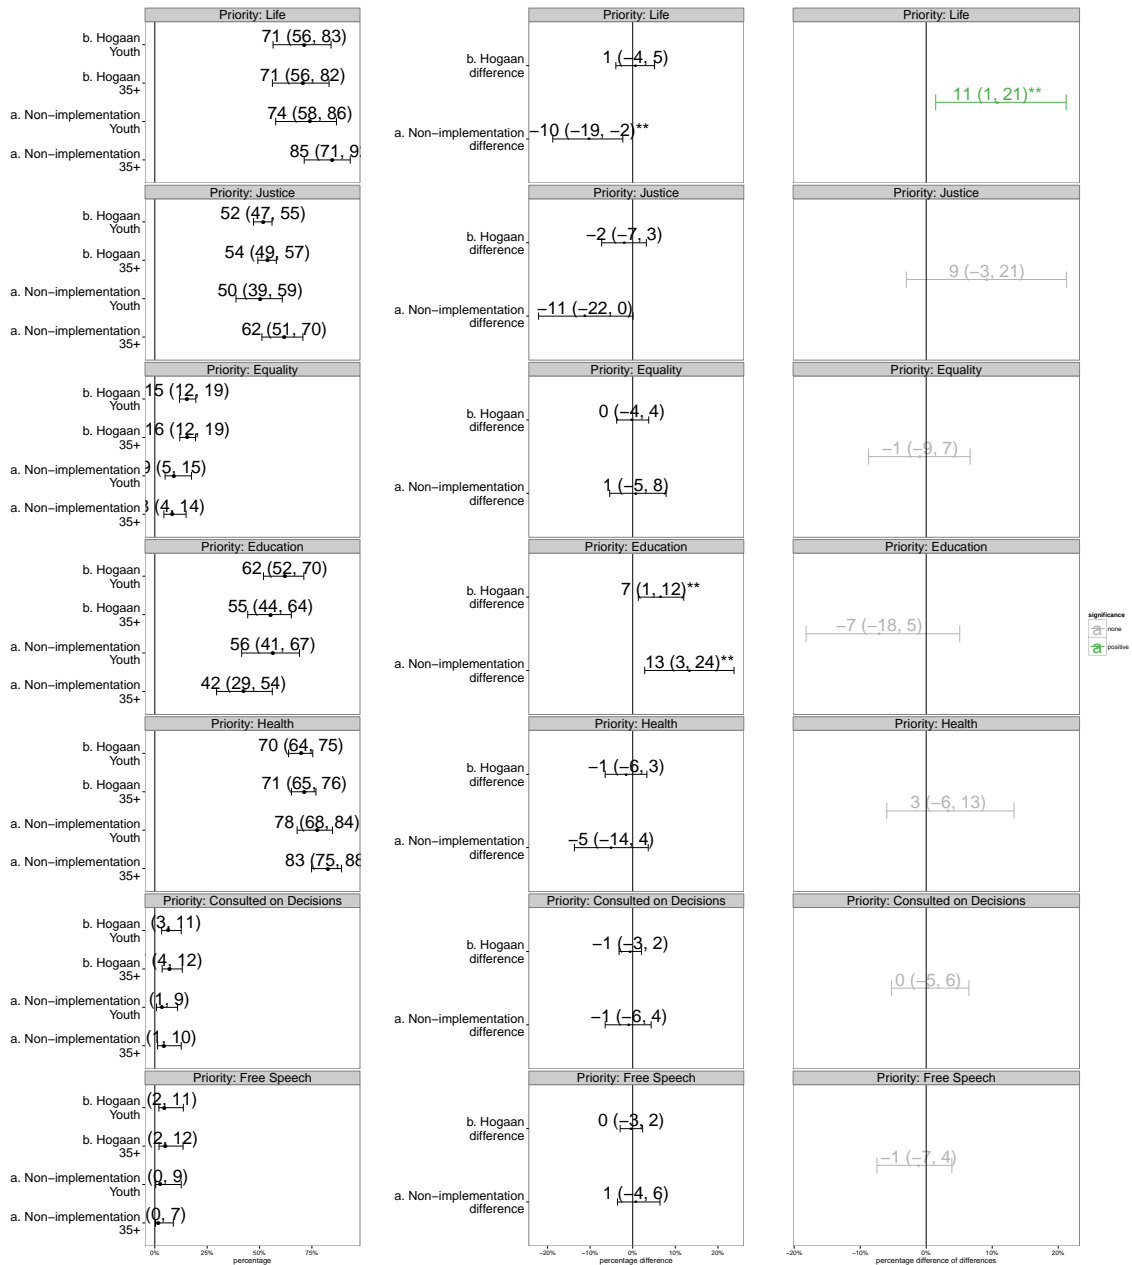 Priority: Life
b. Hogaan
Youth
71 (56, 83)
b. Hogaan
35+
71 (56, 82)
a. Non−implementation
Youth
74 (58, 86)
a. Non−implementation
35+
85 (71, 9
Priority: Justice
b. Hogaan
Youth
52 (47, 55)
b. Hogaan
35+
54 (49, 57)
a. Non−implementation
Youth
50 (39, 59)
a. Non−implementation
35+
62 (51, 70)
Priority: Equality
b. Hogaan
Youth
15 (12, 19)
b. Hogaan
35+
16 (12, 19)
a. Non−implementation
Youth
9 (5, 15)
a. Non−implementation
35+
(4, 14)
Priority: Education
b. Hogaan
Youth
62 (52, 70)
b. Hogaan
35+
55 (44, 64)
a. Non−implementation
Youth
56 (41, 67)
a. Non−implementation
35+
42 (29, 54)
Priority: Health
b. Hogaan
Youth
70 (64, 75)
b. Hogaan
35+
71 (65, 76)
a. Non−implementation
Youth
78 (68, 84)
a. Non−implementation
35+
83 (75, 88
Priority: Consulted on Decisions
b. Hogaan
Youth
(3, 11)
b. Hogaan
35+
(4, 12)
a. Non−implementation
Youth
(1, 9)
a. Non−implementation
35+
(1, 10)
Priority: Free Speech
b. Hogaan
Youth
(2, 11)
b. Hogaan
35+
(2, 12)
a. Non−implementation
Youth
(0, 9)
a. Non−implementation
35+
(0, 7)
0% 50% 75%
percentage
Priority: Life
b. Hogaan
difference
1 (−4, 5)
a. Non−implementation
difference
−10 (−19, −2)**
Priority: Justice
b. Hogaan
difference
−2 (−7, 3)
a. Non−implementation
difference
−11 (−22, 0)
Priority: Equality
b. Hogaan
difference
0 (−4, 4)
a. Non−implementation
difference
1 (−5, 8)
Priority: Education
b. Hogaan
difference
7 (1, 12)**
a. Non−implementation
difference
13 (3, 24)**
Priority: Health
b. Hogaan
difference
−1 (−6, 3)
a. Non−implementation
difference
−5 (−14, 4)
Priority: Consulted on Decisions
b. Hogaan
difference
−1 (−3, 2)
a. Non−implementation
difference
−1 (−6, 4)
Priority: Free Speech
b. Hogaan
difference
0 (−3, 2)
a. Non−implementation
difference
1 (−4, 6)
−20% −10% 0% 10% 20%
percentage difference
Priority: Life
11 (1, 21)**
Priority: Justice
9 (−3, 21)
Priority: Equality
−1 (−9, 7)
Priority: Education
−7 (−18, 5)
Priority: Health
3 (−6, 13)
Priority: Consulted on Decisions
0 (−5, 6)
Priority: Free Speech
−1 (−7, 4)
−20% −10% 0% 10% 20%
percentage difference of differences
significance
a none
a positive